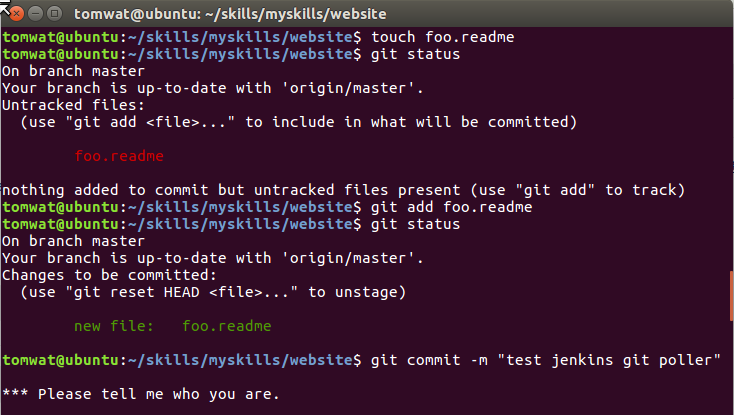 tomwat@ubuntu: ~/skills/myskills/website
tomwat@ubuntu:~/skills/myskills/website$ touch foo.readme
tomwat@ubuntu:~/skills/myskills/website$ git status
On branch master
Your branch is up-to-date with 'origin/master'.
Untracked files:
  (use "git add <file>..." to include in what will be committed)
        foo.readme
nothing added to commit but untracked files present (use "git add" to track)
tomwat@ubuntu:~/skills/myskills/website$ git add foo.readme
tomwat@ubuntu:~/skills/myskills/website$ git status
On branch master
Your branch is up-to-date with 'origin/master'.
Changes to be committed:
  (use "git reset HEAD <file>..." to unstage)
        new file:   foo.readme
tomwat@ubuntu:~/skills/myskills/website$ git commit -m "test jenkins git poller"
*** Please tell me who you are.